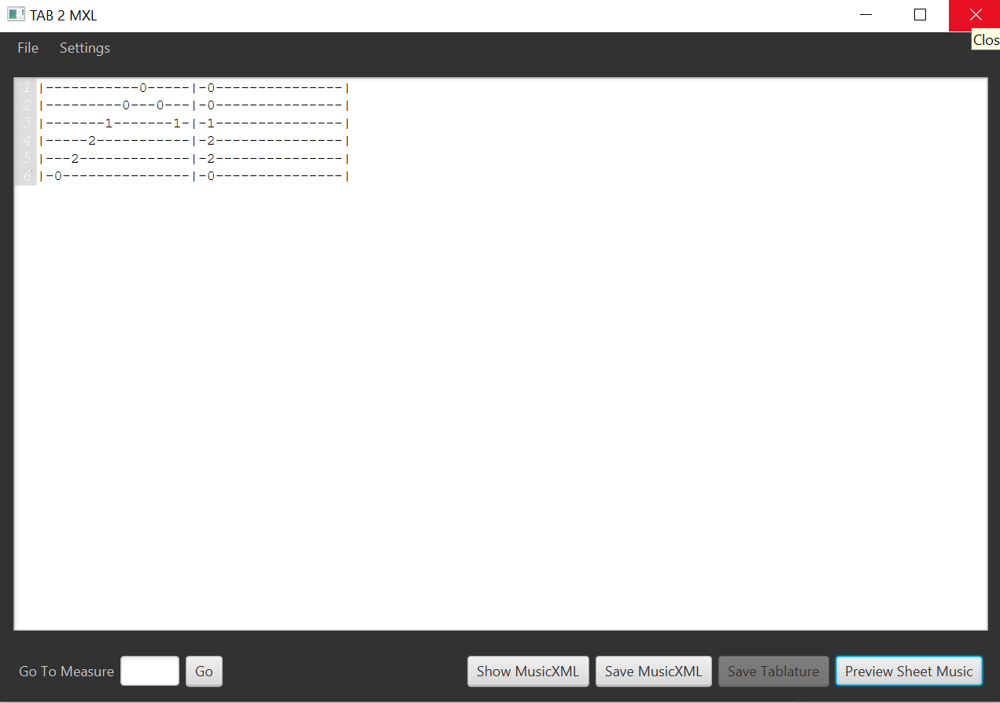 TAB 2 MXL
Clos
File Settings
1 |-----------0-----|-0---------------|
2 |---------0---0---|-0---------------|
3 |-------1-------1-|-1---------------|
4 |-----2-----------|-2---------------|
5 |---2-------------|-2---------------|
6 |-0---------------|-0---------------|
Go To Measure Go Show MusicXML Save MusicXML Save Tablature Preview Sheet Music